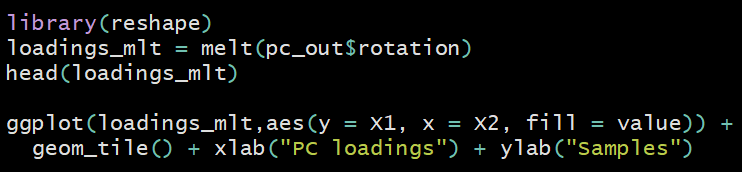 library(reshape)
loadings_mlt = melt(pc_out$rotation)
head(loadings_mlt)
ggplot(loadings_mlt,aes(y = X1, x = X2, fill = value)) +
  geom_tile() + xlab("PC loadings") + ylab("Samples")